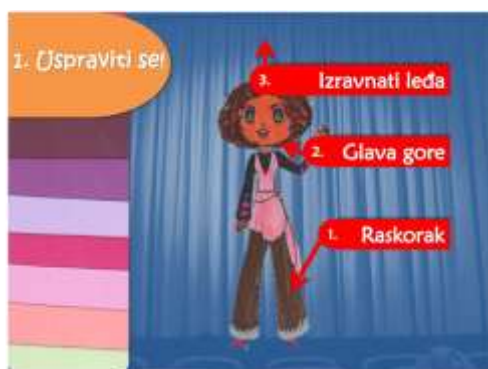 1. Uspraviti se!
3. Izravnati leđa
2. Glava gore
1. Raskorak